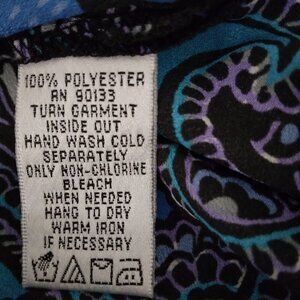 100% POLYESTER
RN 90133
TURN GARMENT
INSIDE OUT
HAND WASH COLD
SEPARATELY
ONLY NON-CHLORINE
BLEACH
WHEN NEEDED
HANG TO DRY
WARM IRON
IF NECESSARY